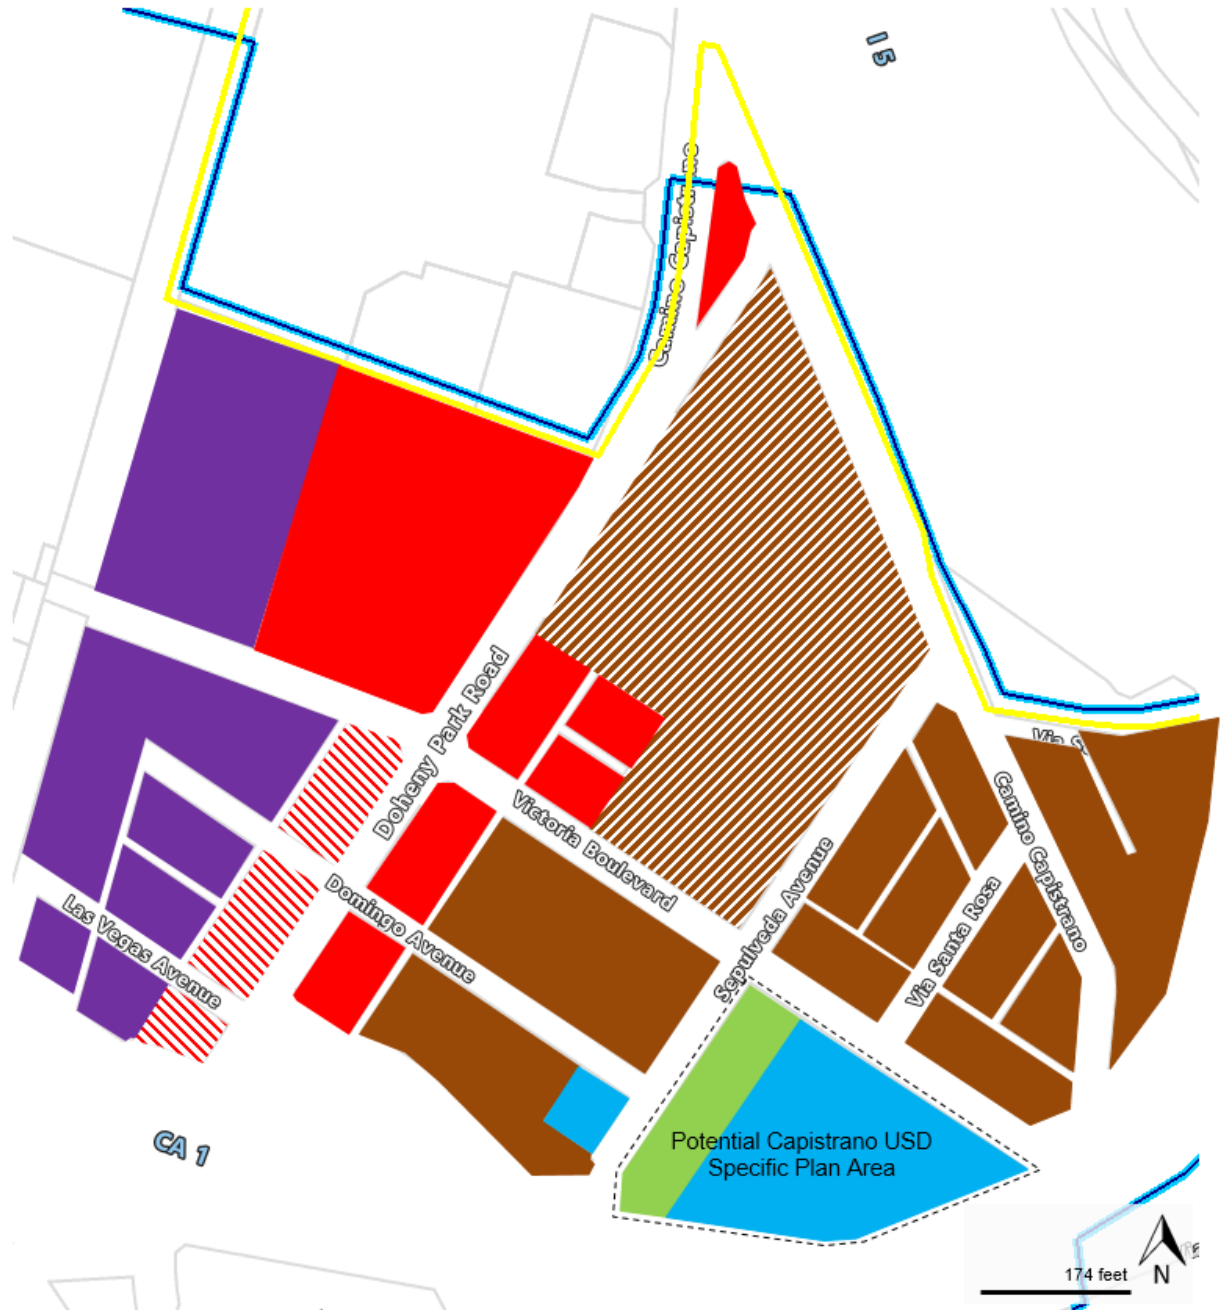 I 5
Camino Capistrano
Doheny Park Road
Via S
Camino Capistrano
Victoria Boulevard
Sepulveda Avenue
Via Santa Rosa
Domingo Avenue
Las Vegas Avenue
CA 1
Potential Capistrano USD
Specific Plan Area
174 feet
N